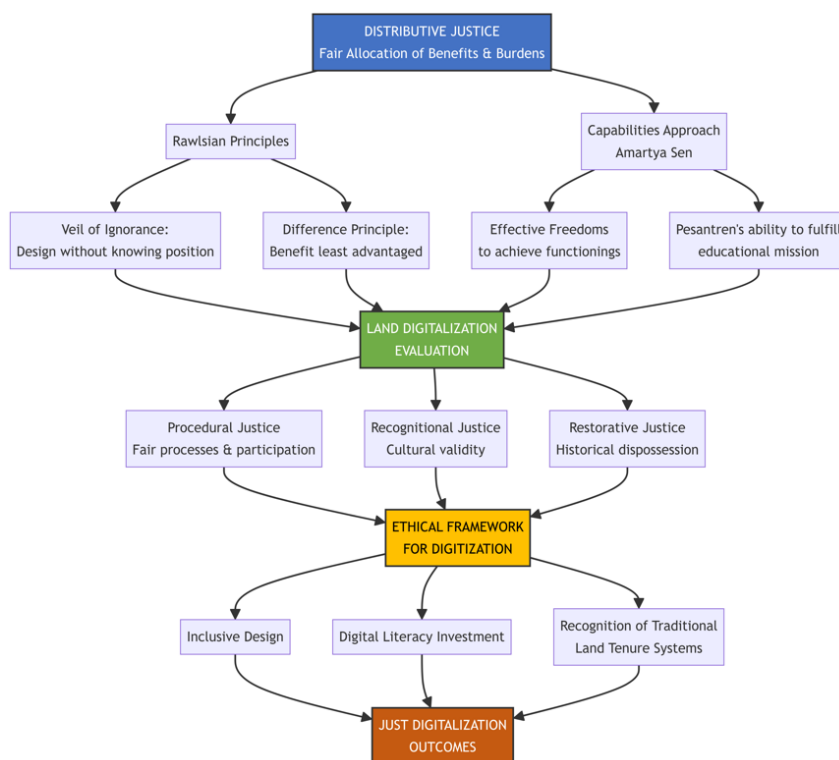 DISTRIBUTIVE JUSTICE
Fair Allocation of Benefits & Burdens
Rawlsian Principles
Capabilities Approach
Amartya Sen
Veil of Ignorance:
Design without knowing position
Difference Principle:
Benefit least advantaged
Effective Freedoms
to achieve functionings
Pesantren's ability to fulfill
educational mission
LAND DIGITALIZATION
EVALUATION
Procedural Justice
Fair processes & participation
Recognitional Justice
Cultural validity
Restorative Justice
Historical dispossession
ETHICAL FRAMEWORK
FOR DIGITIZATION
Inclusive Design
Digital Literacy Investment
Recognition of Traditional
Land Tenure Systems
JUST DIGITALIZATION
OUTCOMES